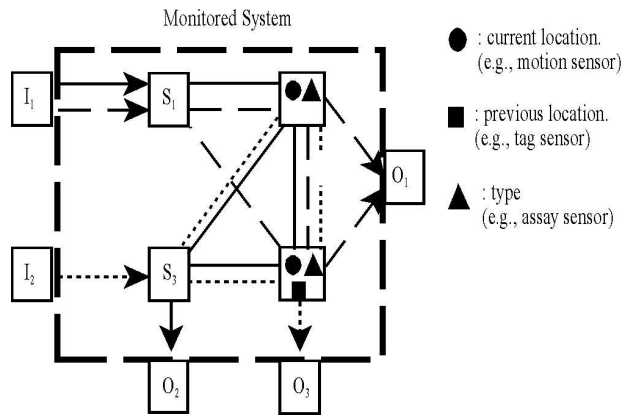 Monitored System
I1
S1
O1
I2
S3
O2
O3
: current location.
(e.g., motion sensor)
: previous location.
(e.g., tag sensor)
: type
(e.g., assay sensor)